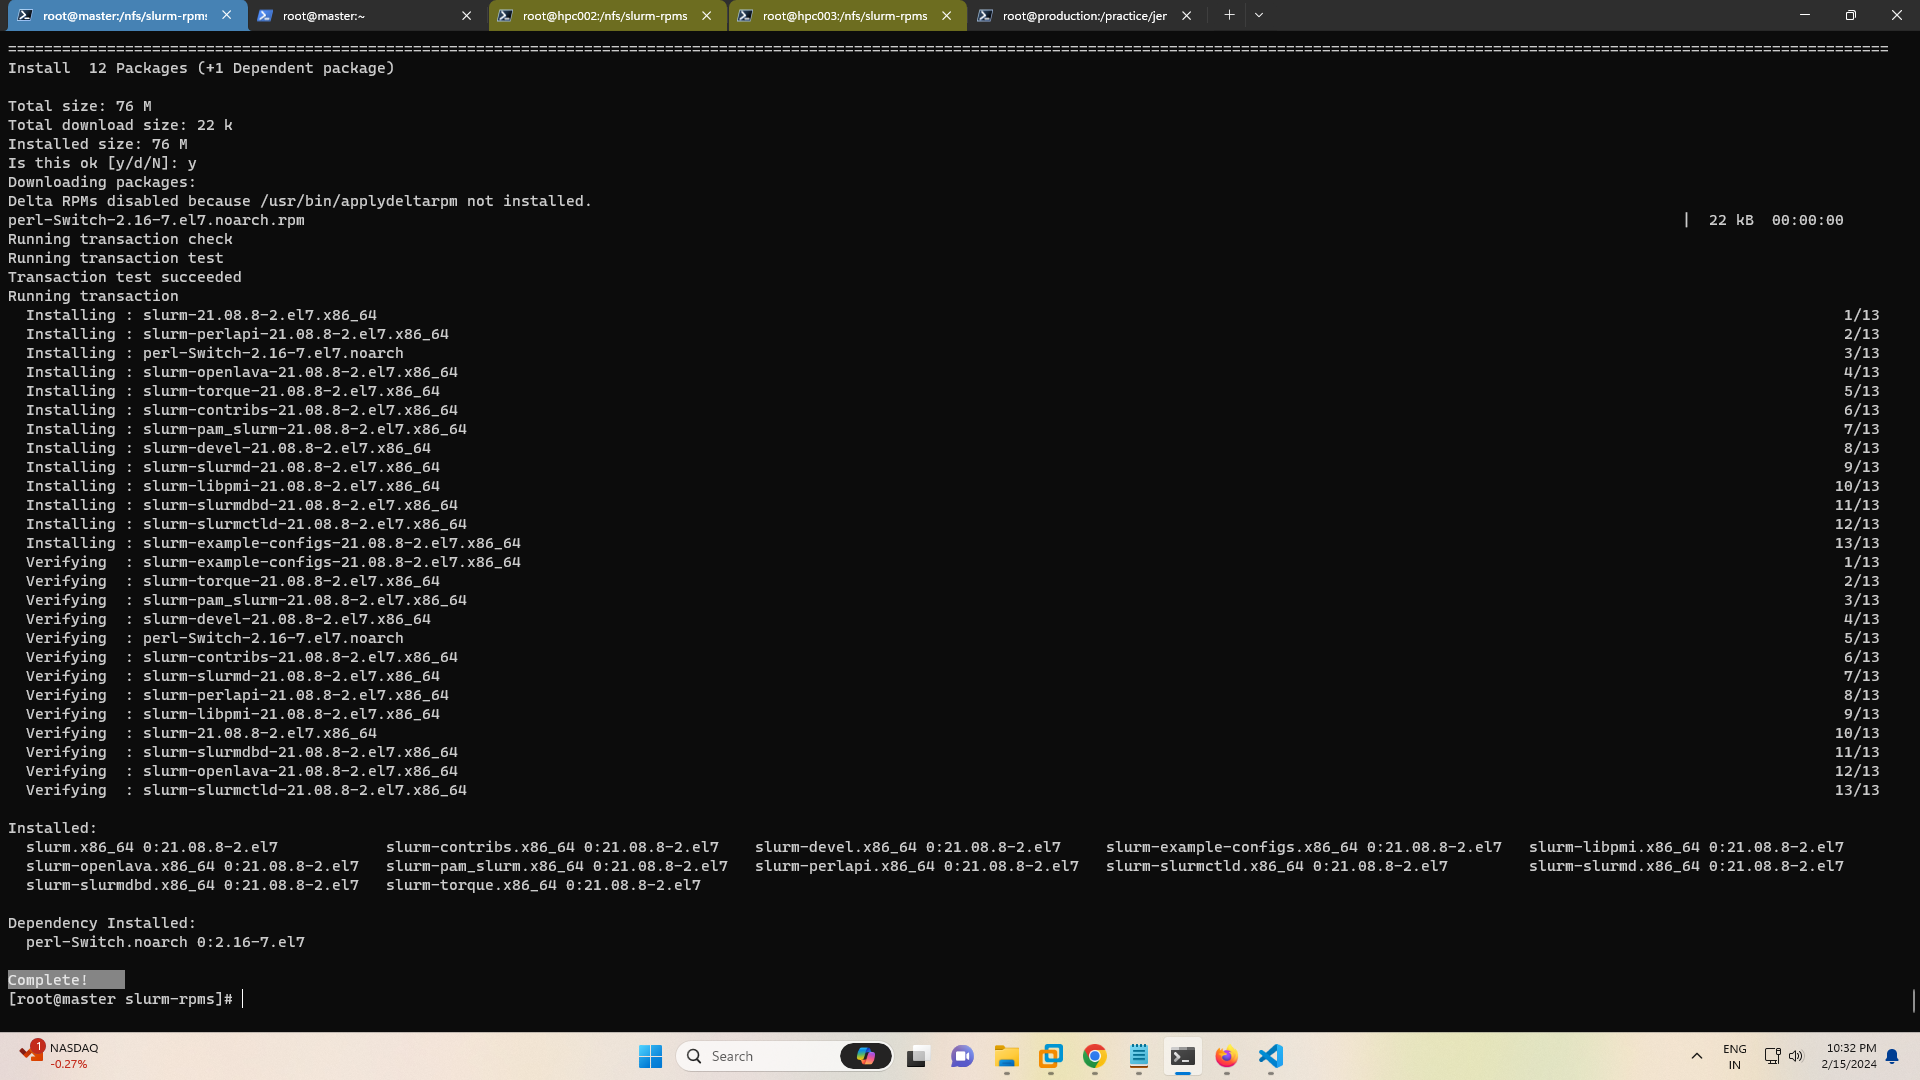 root@master:/nfs/slurm-rpms
root@master:~
root@hpc002:/nfs/slurm-rpms
root@hpc003:/nfs/slurm-rpms
root@production:/practice/jer
================================================================================================================================================================================================================
Install  12 Packages (+1 Dependent package)
Total size: 76 M
Total download size: 22 k
Installed size: 76 M
Is this ok [y/d/N]: y
Downloading packages:
Delta RPMs disabled because /usr/bin/applydeltarpm not installed.
perl-Switch-2.16-7.el7.noarch.rpm | 22 kB 00:00:00
Running transaction check
Running transaction test
Transaction test succeeded
Running transaction
Installing : slurm-21.08.8-2.el7.x86_64 1/13
Installing : slurm-perlapi-21.08.8-2.el7.x86_64 2/13
Installing : perl-Switch-2.16-7.el7.noarch 3/13
Installing : slurm-openlava-21.08.8-2.el7.x86_64 4/13
Installing : slurm-torque-21.08.8-2.el7.x86_64 5/13
Installing : slurm-contribs-21.08.8-2.el7.x86_64 6/13
Installing : slurm-pam_slurm-21.08.8-2.el7.x86_64 7/13
Installing : slurm-devel-21.08.8-2.el7.x86_64 8/13
Installing : slurm-slurmd-21.08.8-2.el7.x86_64 9/13
Installing : slurm-libpmi-21.08.8-2.el7.x86_64 10/13
Installing : slurm-slurmdbd-21.08.8-2.el7.x86_64 11/13
Installing : slurm-slurmctld-21.08.8-2.el7.x86_64 12/13
Installing : slurm-example-configs-21.08.8-2.el7.x86_64 13/13
Verifying  : slurm-example-configs-21.08.8-2.el7.x86_64 1/13
Verifying  : slurm-torque-21.08.8-2.el7.x86_64 2/13
Verifying  : slurm-pam_slurm-21.08.8-2.el7.x86_64 3/13
Verifying  : slurm-devel-21.08.8-2.el7.x86_64 4/13
Verifying  : perl-Switch-2.16-7.el7.noarch 5/13
Verifying  : slurm-contribs-21.08.8-2.el7.x86_64 6/13
Verifying  : slurm-slurmd-21.08.8-2.el7.x86_64 7/13
Verifying  : slurm-perlapi-21.08.8-2.el7.x86_64 8/13
Verifying  : slurm-libpmi-21.08.8-2.el7.x86_64 9/13
Verifying  : slurm-21.08.8-2.el7.x86_64 10/13
Verifying  : slurm-slurmdbd-21.08.8-2.el7.x86_64 11/13
Verifying  : slurm-openlava-21.08.8-2.el7.x86_64 12/13
Verifying  : slurm-slurmctld-21.08.8-2.el7.x86_64 13/13
Installed:
slurm.x86_64 0:21.08.8-2.el7 slurm-contribs.x86_64 0:21.08.8-2.el7 slurm-devel.x86_64 0:21.08.8-2.el7 slurm-example-configs.x86_64 0:21.08.8-2.el7 slurm-libpmi.x86_64 0:21.08.8-2.el7
slurm-openlava.x86_64 0:21.08.8-2.el7 slurm-pam_slurm.x86_64 0:21.08.8-2.el7 slurm-perlapi.x86_64 0:21.08.8-2.el7 slurm-slurmctld.x86_64 0:21.08.8-2.el7 slurm-slurmd.x86_64 0:21.08.8-2.el7
slurm-slurmdbd.x86_64 0:21.08.8-2.el7 slurm-torque.x86_64 0:21.08.8-2.el7
Dependency Installed:
perl-Switch.noarch 0:2.16-7.el7
Complete!
[root@master slurm-rpms]#
1
NASDAQ
-0.27%
Search
ENG
IN
10:32 PM
2/15/2024